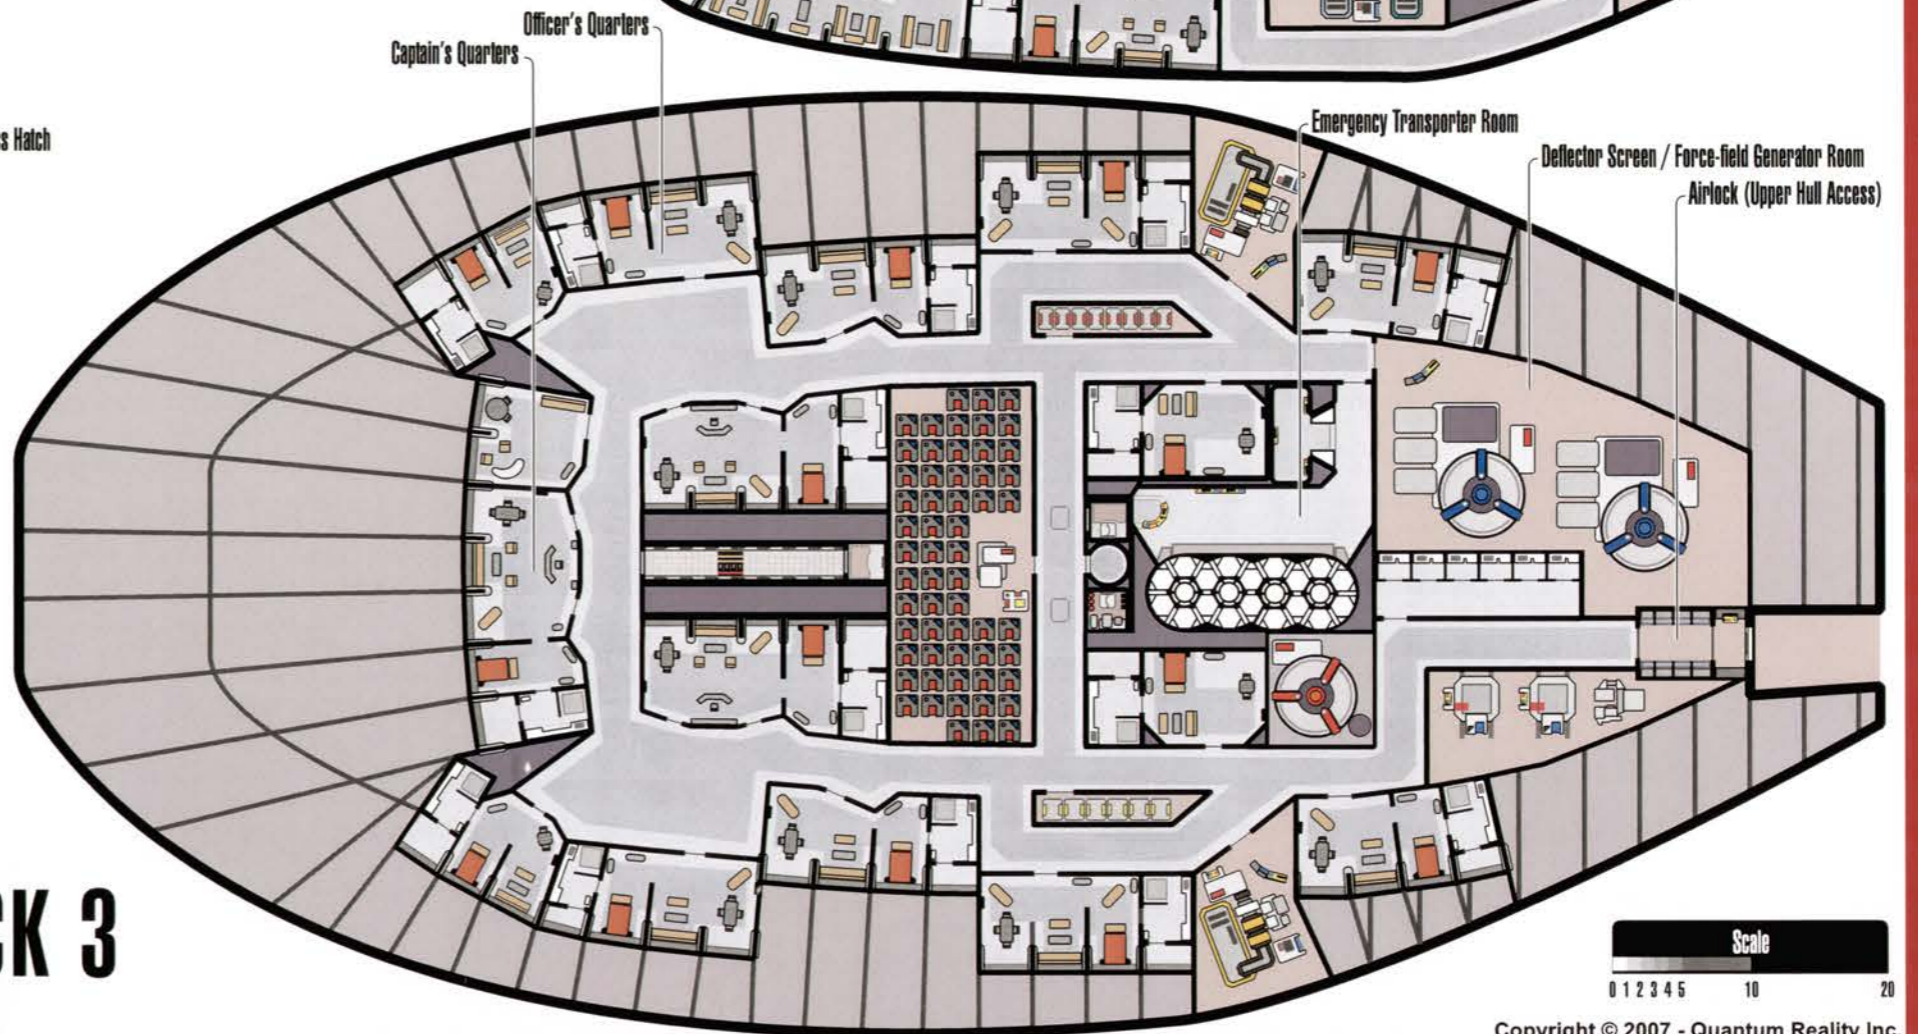 Officer's Quarters
Captain's Quarters
s Hatch
Emergency Transporter Room
Deflector Screen / Force-field Generator Room
Airlock (Upper Hull Access)
CK 3
Scale
0 1 2 3 4 5 10 20
Copyright © 2007 - Quantum Reality Inc.